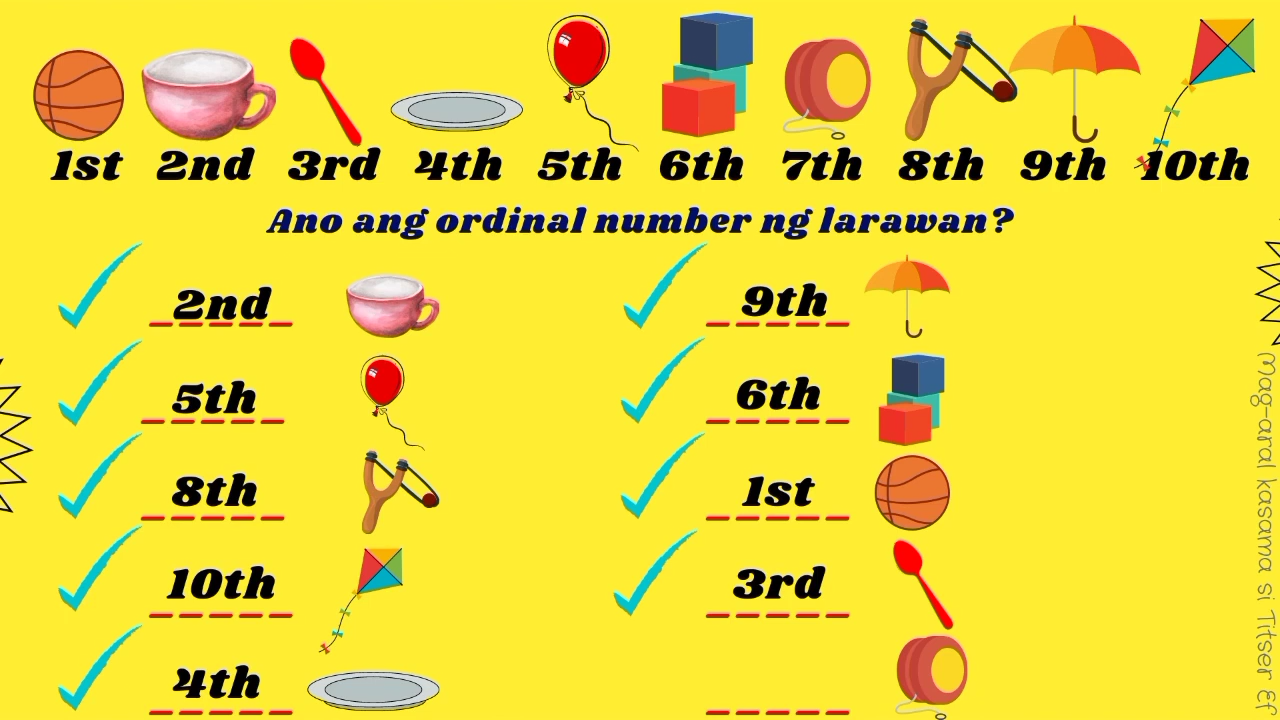 1st 2nd 3rd 4th 5th 6th 7th 8th 9th 10th
Ano ang ordinal number ng larawan?
2nd
5th
8th
10th
4th
9th
6th
1st
3rd
Mag-aral kasama si Titser Ef